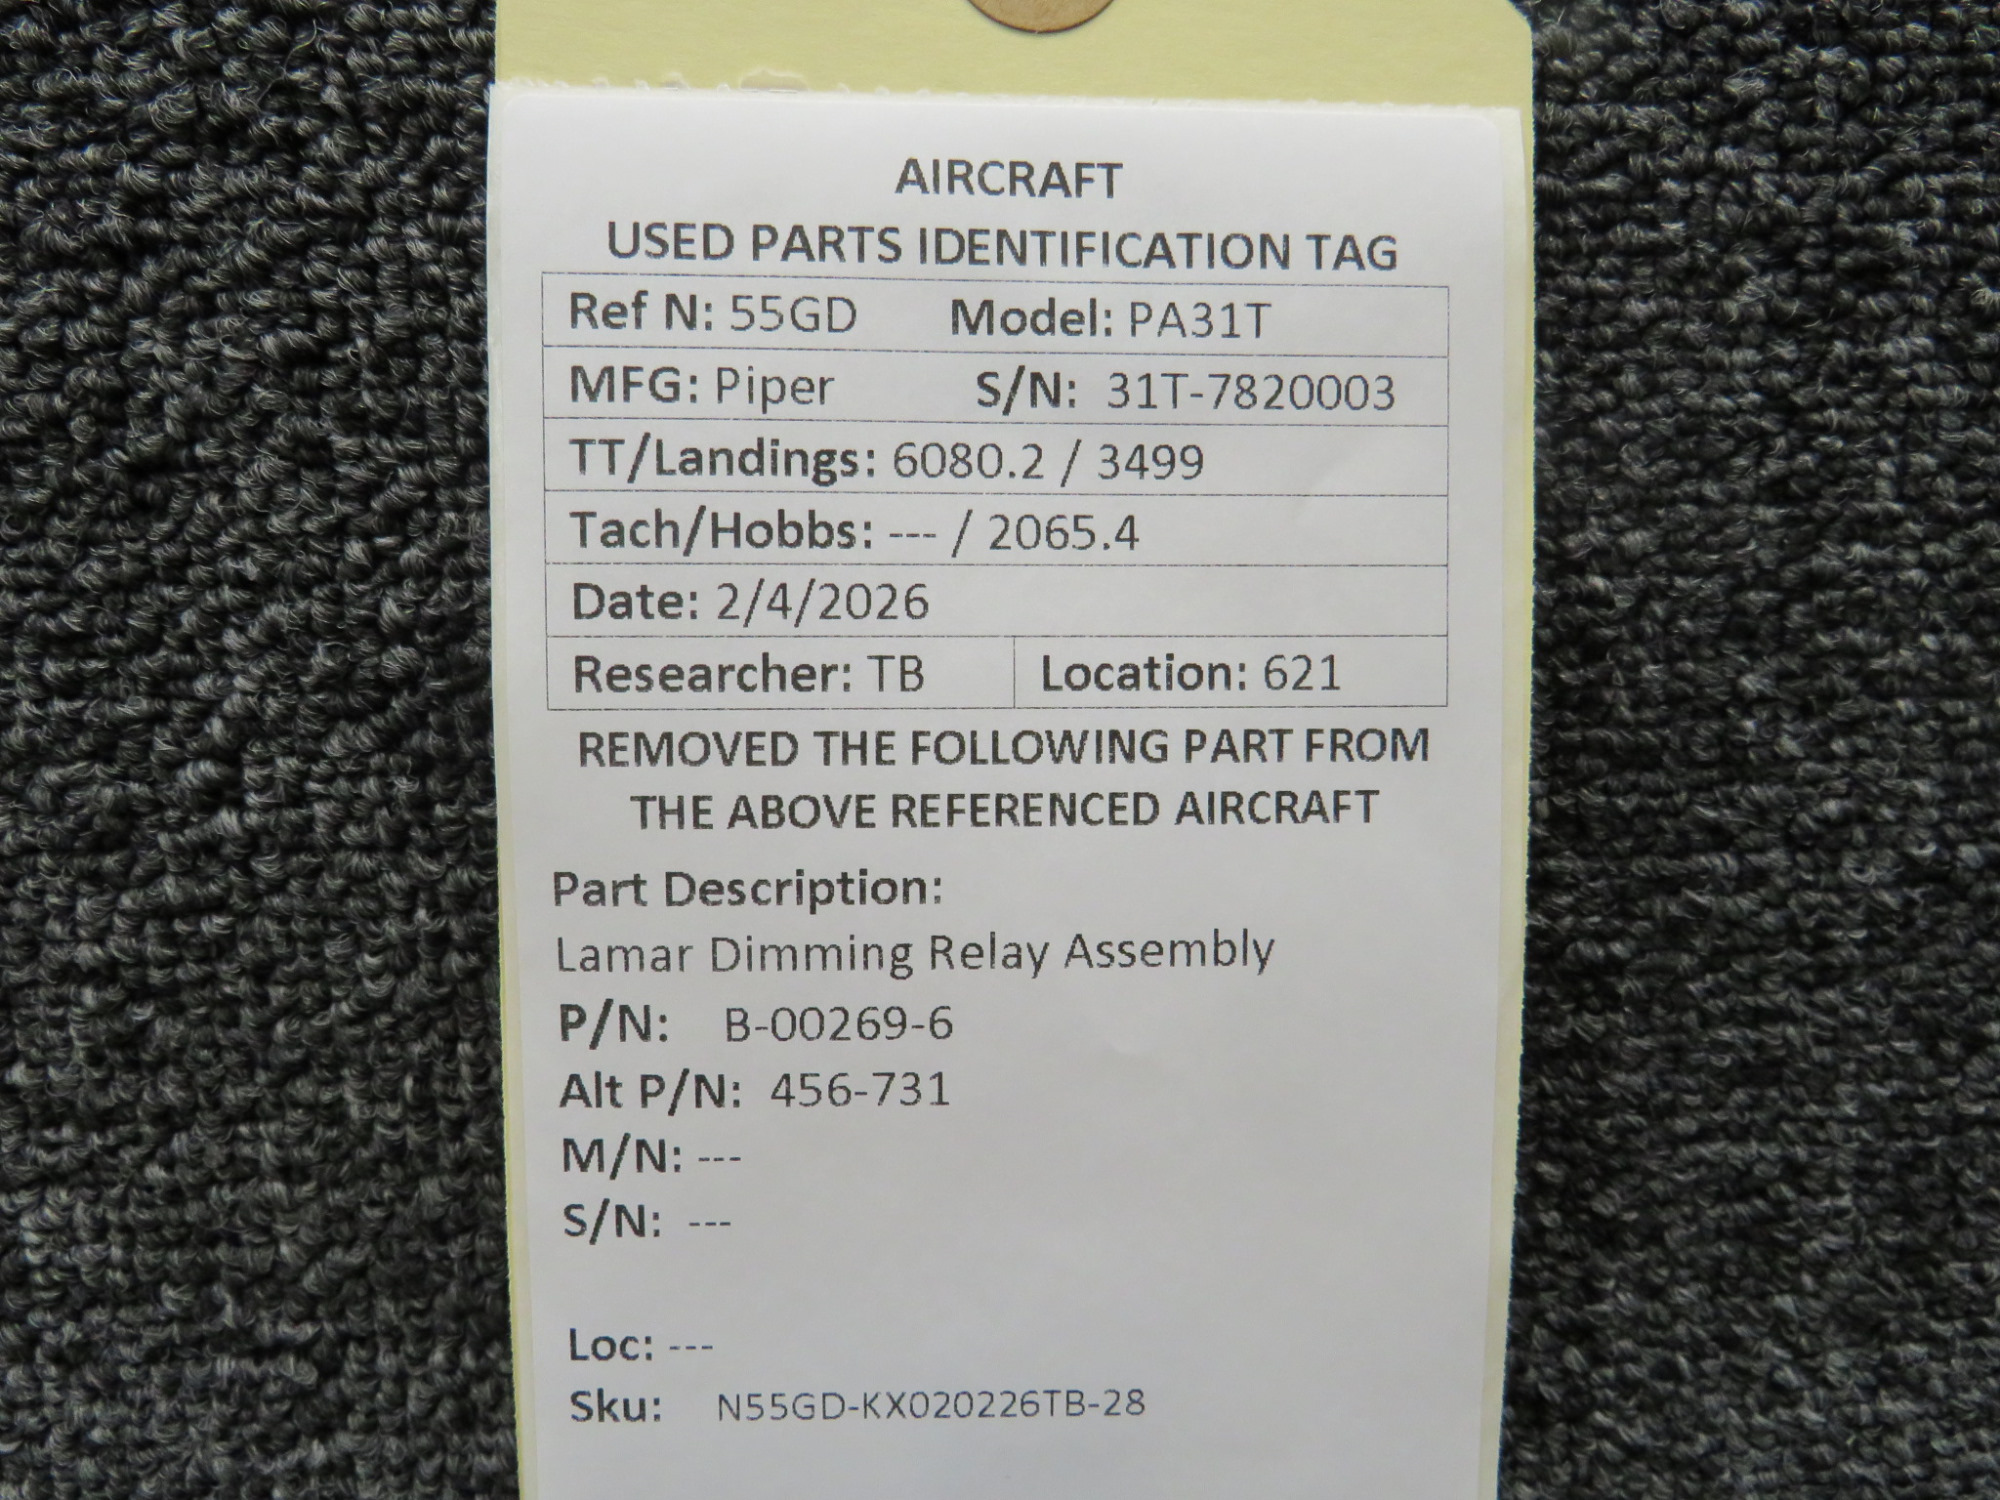 AIRCRAFT
USED PARTS IDENTIFICATION TAG
Ref N: 55GD Model: PA31T
MFG: Piper S/N: 31T-7820003
TT/Landings: 6080.2 / 3499
Tach/Hobbs: --- / 2065.4
Date: 2/4/2026
Researcher: TB Location: 621
REMOVED THE FOLLOWING PART FROM
THE ABOVE REFERENCED AIRCRAFT
Part Description:
Lamar Dimming Relay Assembly
P/N: B-00269-6
Alt P/N: 456-731
M/N: ---
S/N: ---
Loc: ---
Sku: N55GD-KX020226TB-28